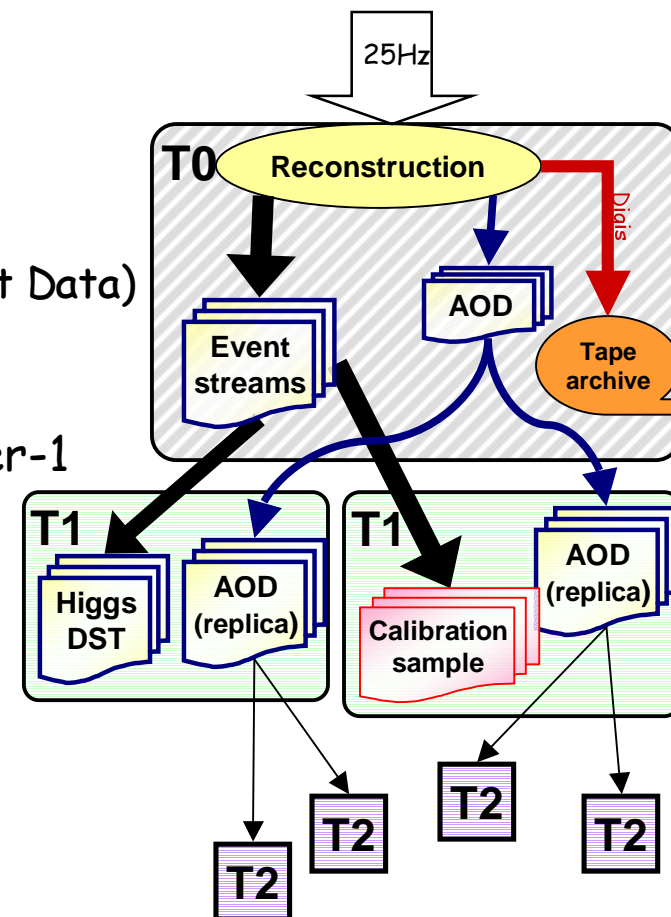 25Hz
T0
Reconstruction
Digis
t Data)
AOD
Event
streams
Tape
archive
er-1
T1
Higgs
DST
AOD
(replica)
T1
Calibration
sample
AOD
(replica)
T2
T2
T2
T2